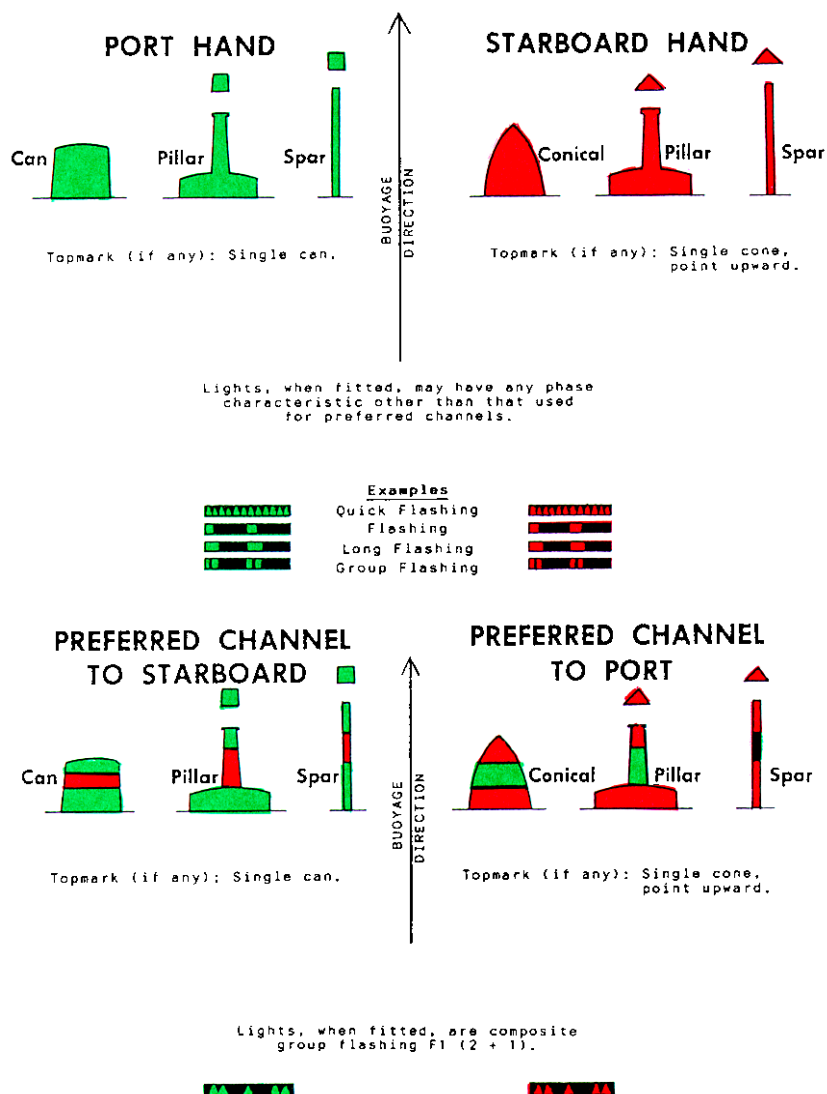 PORT HAND
STARBOARD HAND
Can
Pillar
Spar
Conical
Pillar
Spar
BUOYAGE
DIRECTION
Topmark (if any): Single can.
Topmark (if any): Single cone,
point upward.
Lights, when fitted, may have any phase
characteristic other than that used
for preferred channels.
Examples
Quick Flashing
Flashing
Long Flashing
Group Flashing
PREFERRED CHANNEL
TO STARBOARD
PREFERRED CHANNEL
TO PORT
Can
Pillar
Spar
Conical
Pillar
Spar
BUOYAGE
DIRECTION
Topmark (if any): Single can.
Topmark (if any): Single cone,
point upward.
Lights, when fitted, are composite
group flashing F1 (2 + 1).